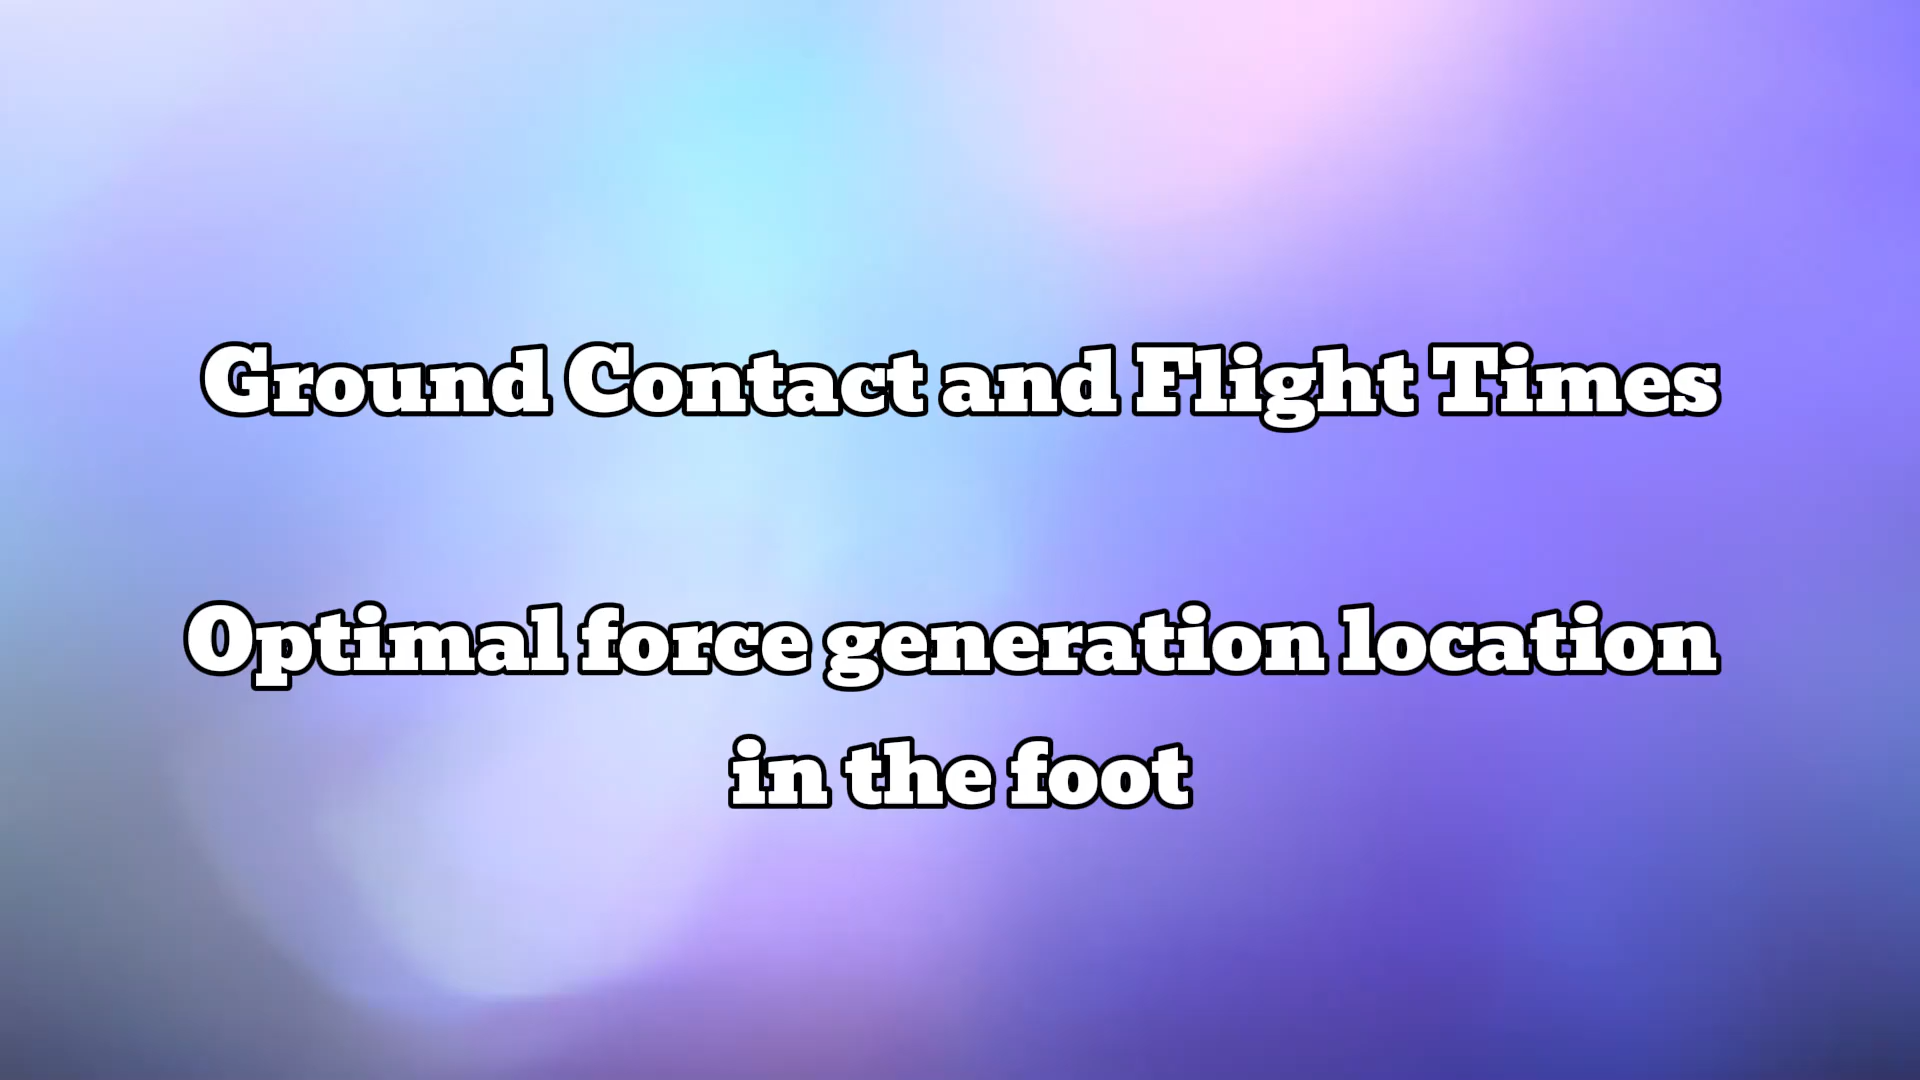 Ground Contact and Flight Times
Optimal force generation location
in the foot